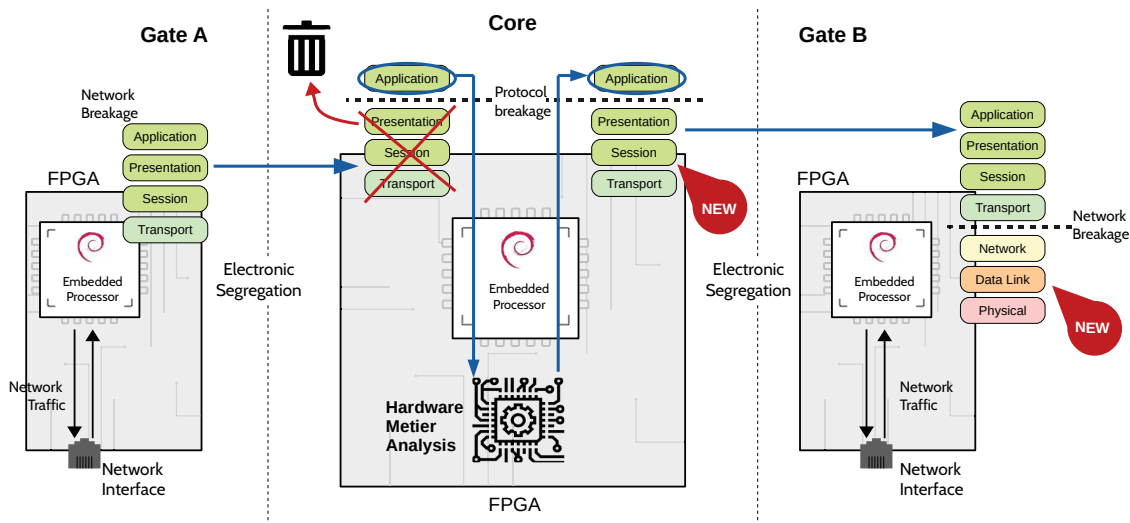 Gate A
Network
Breakage
Application
Presentation
Session
Transport
FPGA
Embedded
Processor
Network
Traffic
Network
Interface
Electronic
Segregation
Core
Application
Protocol
breakage
Application
Presentation
Session
Transport
Presentation
Session
Transport
NEW
Embedded
Processor
Hardware
Metier
Analysis
FPGA
Electronic
Segregation
Gate B
Application
Presentation
Session
Transport
Network
Breakage
Network
Data Link
Physical
NEW
FPGA
Embedded
Processor
Network
Traffic
Network
Interface